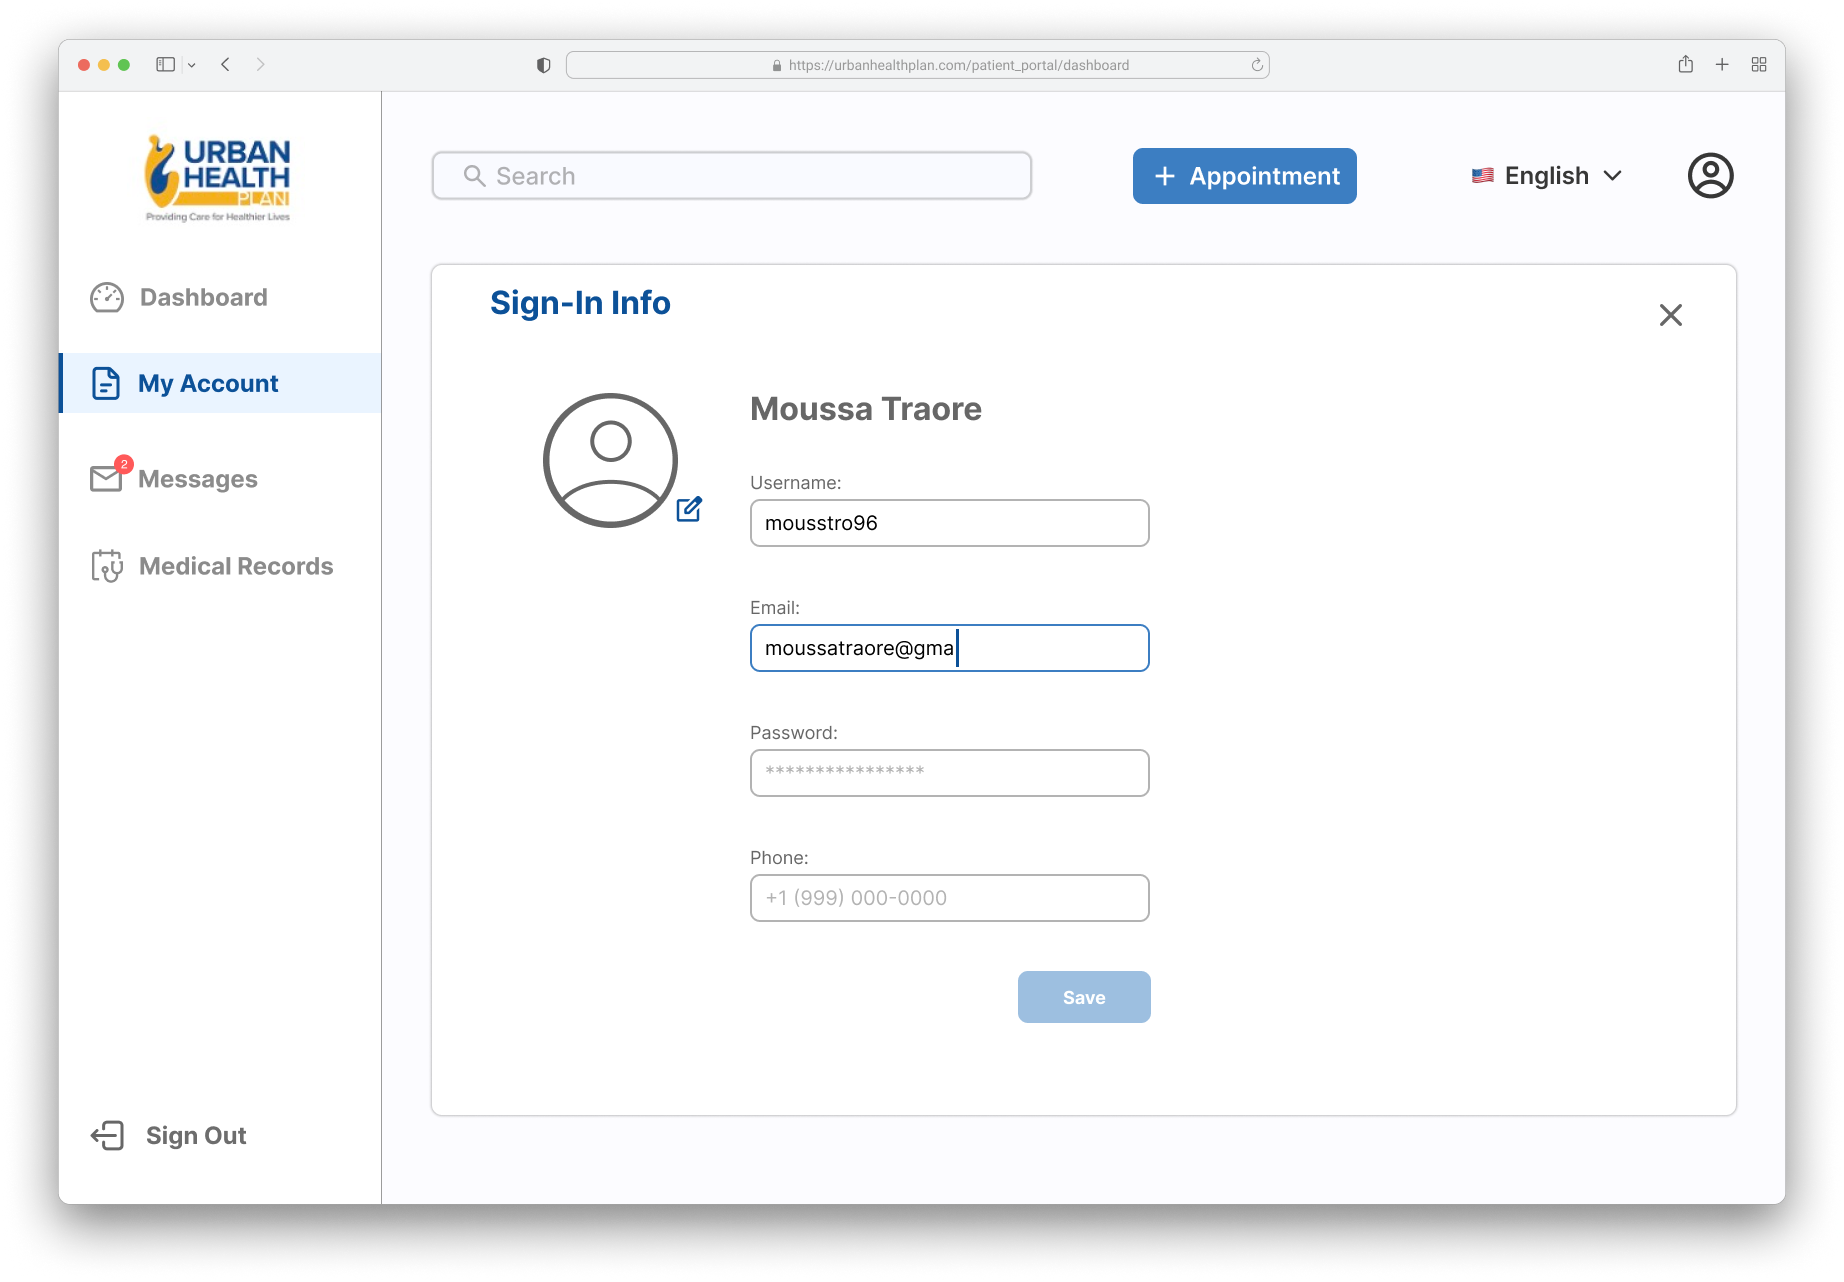 https://urbanhealthplan.com/patient_portal/dashboard
URBAN
HEALTH
PLAN
Providing Care for Healthier Lives
Search
+ Appointment
English
Dashboard
My Account
2
Messages
Medical Records
Sign Out
Sign-In Info
Moussa Traore
Username:
mousstro96
Email:
moussatraore@gma
Password:
****************
Phone:
+1 (999) 000-0000
Save